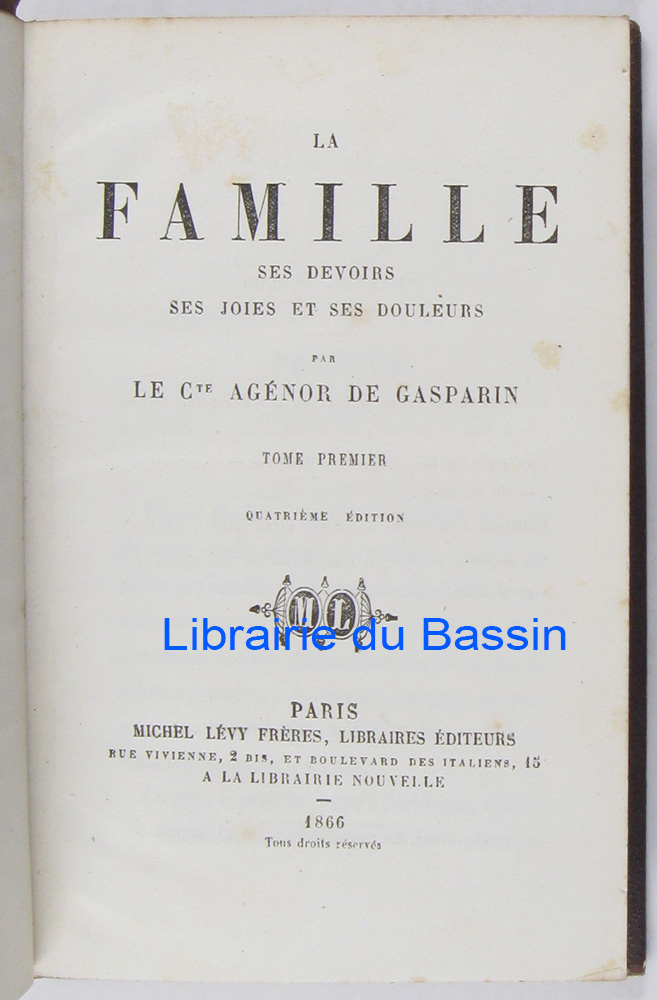 LA
FAMILLE
SES DEVOIRS
SES JOIES ET SES DOULEURS
PAR
LE CTE AGÉNOR DE GASPARIN
TOME PREMIER
QUATRIÈME ÉDITION
ML
Librairie du Bassin
PARIS
MICHEL LÉVY FRÈRES, LIBRAIRES ÉDITEURS
RUE VIVIENNE, 2 BIS, ET BOULEVARD DES ITALIENS, 15
A LA LIBRAIRIE NOUVELLE
1866
Tous droits réservés